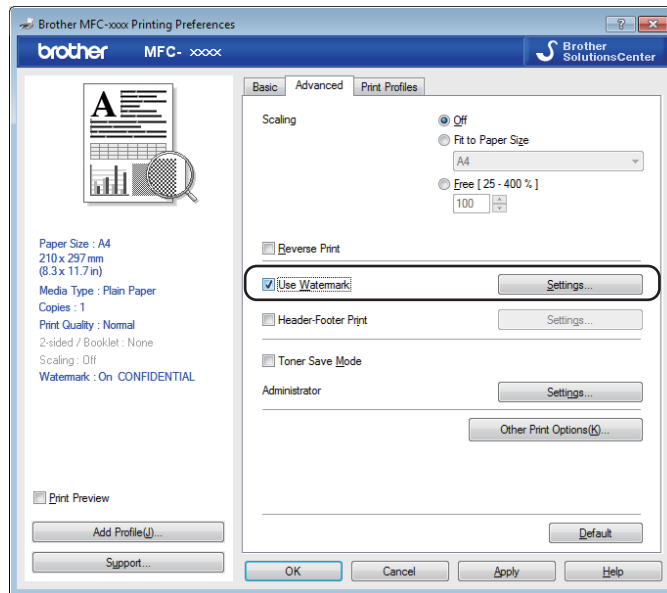 Brother MFC-xxxx Printing Preferences
brother MFC- xxxx
Brother
SolutionsCenter
Basic Advanced Print Profiles
A
Scaling
Off
Fit to Paper Size
A4
Free [ 25 - 400 % ]
100
Paper Size : A4
210 x 297 mm
(8.3 x 11.7 in)
Media Type : Plain Paper
Copies : 1
Print Quality : Normal
2-sided / Booklet : None
Scaling : Off
Watermark : On CONFIDENTIAL
Reverse Print
Use Watermark Settings...
Header-Footer Print Settings...
Toner Save Mode
Administrator Settings...
Other Print Options(K)...
Print Preview
Add Profile(J)...
Support...
Default
OK Cancel Apply Help